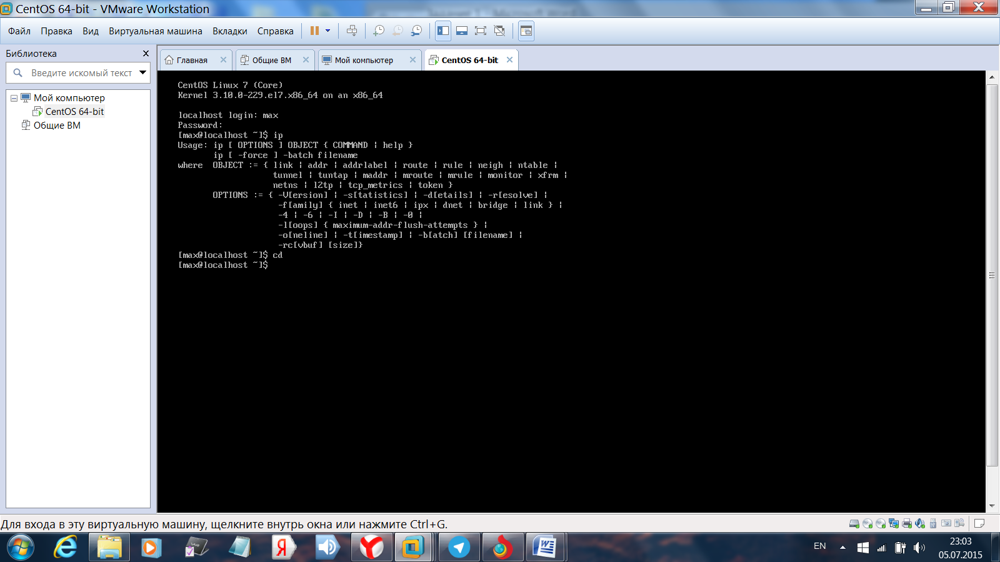 CentOS 64-bit - VMware Workstation
Файл Правка Вид Виртуальная машина Вкладки Справка
Библиотека
Введите искомый текст
Мой компьютер
CentOS 64-bit
Общие ВМ
Главная Общие ВМ Мой компьютер CentOS 64-bit
CentOS Linux 7 (Core)
Kernel 3.10.0-229.el7.x86_64 on an x86_64
localhost login: max
Password:
[max@localhost ~]$ ip
Usage: ip [ OPTIONS ] OBJECT { COMMAND | help }
ip [ -force ] -batch filename
where OBJECT := { link | addr | addrlabel | route | rule | neigh | ntable |
tunnel | tuntap | maddr | mroute | mrule | monitor | xfrm |
netns | l2tp | tcp_metrics | token }
OPTIONS := { -V[ersion] | -s[tatistics] | -d[etails] | -r[esolve] |
-f[amily] { inet | inet6 | ipx | dnet | bridge | link } |
-4 | -6 | -I | -D | -B | -0 |
-l[oops] { maximum-addr-flush-attempts } |
-o[neline] | -t[imestamp] | -b[atch] [filename] |
-rc[vbuf] [size]}
[max@localhost ~]$ cd
[max@localhost ~]$
Для входа в эту виртуальную машину, щелкните внутрь окна или нажмите Ctrl+G.
EN
23:03
05.07.2015